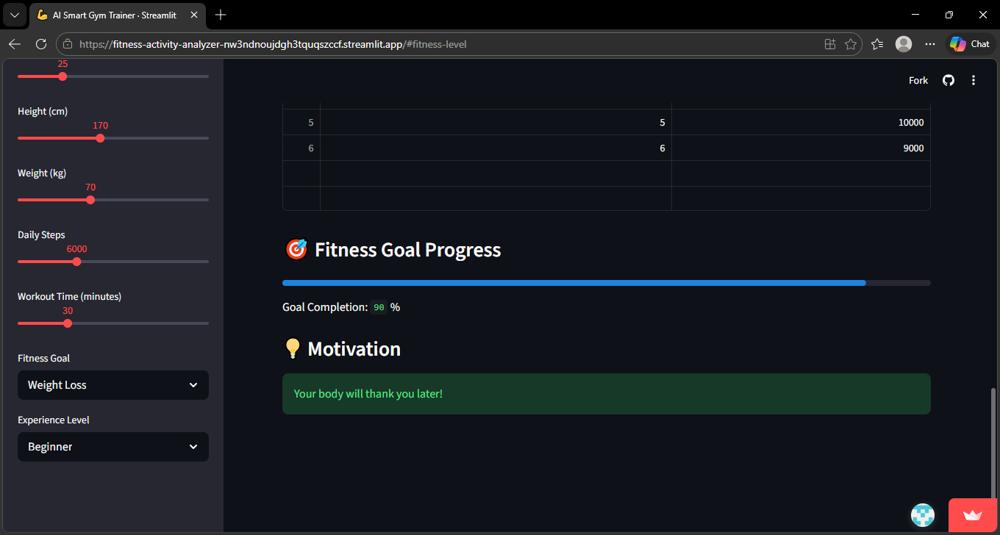 AI Smart Gym Trainer · Streamlit
https://fitness-activity-analyzer-nw3ndnoujdgh3tquqszccf.streamlit.app/#fitness-level
Chat
25
Height (cm)
170
Weight (kg)
70
Daily Steps
6000
Workout Time (minutes)
30
Fitness Goal
Weight Loss
Experience Level
Beginner
Fork
5 5 10000
6 6 9000
Fitness Goal Progress
Goal Completion: 90 %
Motivation
Your body will thank you later!